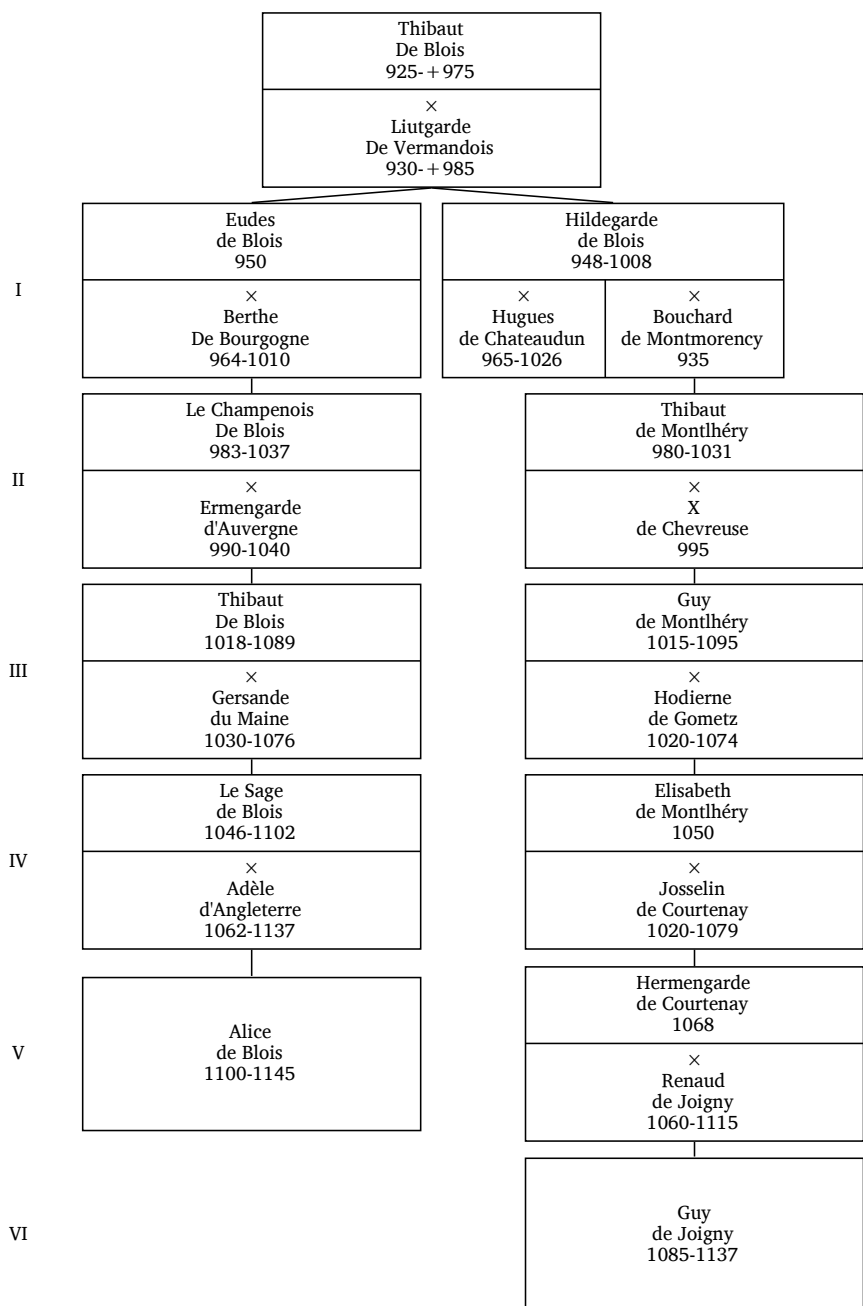 Thibaut
De Blois
925-+975
×
Liutgarde
De Vermandois
930-+985
I
Eudes
de Blois
950
×
Berthe
De Bourgogne
964-1010
Hildegarde
de Blois
948-1008
×
Hugues
de Chateaudun
965-1026
×
Bouchard
de Montmorency
935
II
Le Champenois
De Blois
983-1037
×
Ermengarde
d'Auvergne
990-1040
Thibaut
de Montlhéry
980-1031
×
X
de Chevreuse
995
III
Thibaut
De Blois
1018-1089
×
Gersande
du Maine
1030-1076
Guy
de Montlhéry
1015-1095
×
Hodierne
de Gometz
1020-1074
IV
Le Sage
de Blois
1046-1102
×
Adèle
d'Angleterre
1062-1137
Elisabeth
de Montlhéry
1050
×
Josselin
de Courtenay
1020-1079
V
Alice
de Blois
1100-1145
Hermengarde
de Courtenay
1068
×
Renaud
de Joigny
1060-1115
VI
Guy
de Joigny
1085-1137